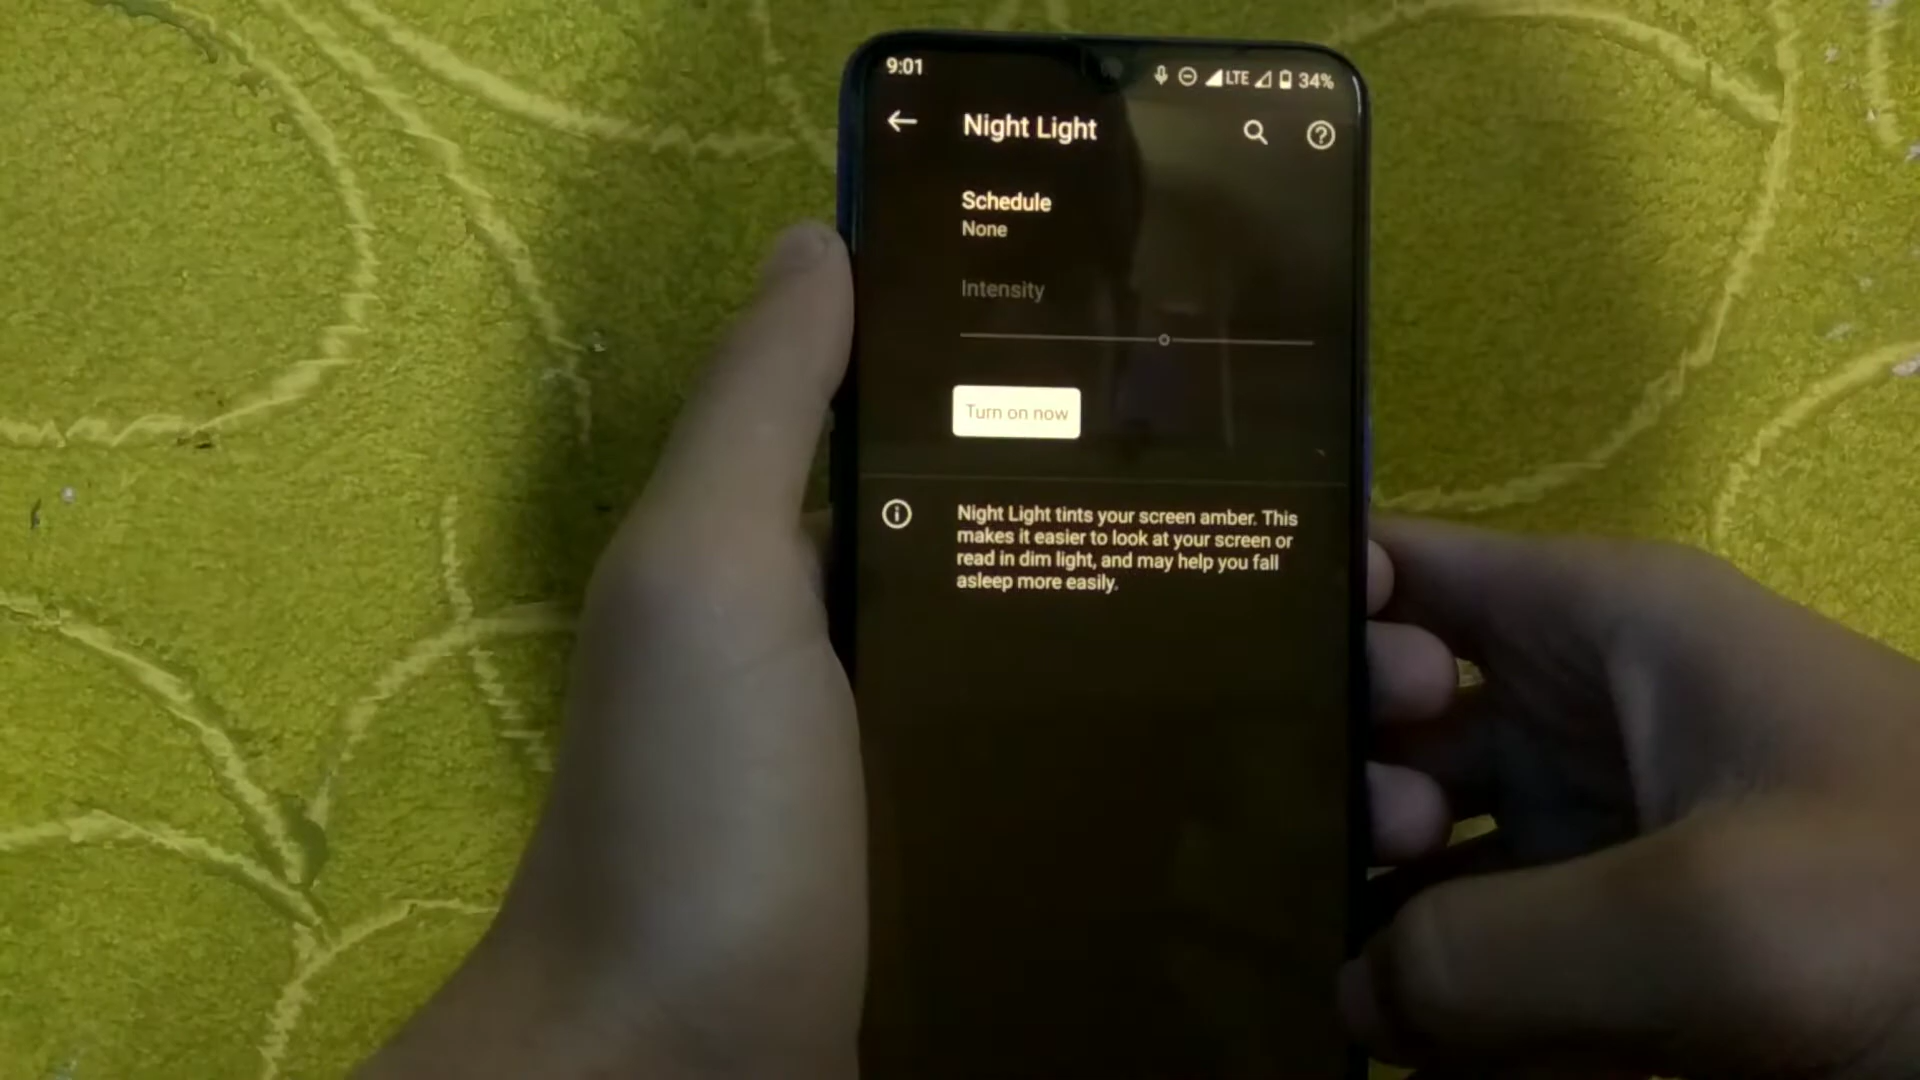 9:01
LTE 34%
Night Light
Schedule
None
Intensity
Turn on now
Night Light tints your screen amber. This
makes it easier to look at your screen or
read in dim light, and may help you fall
asleep more easily.